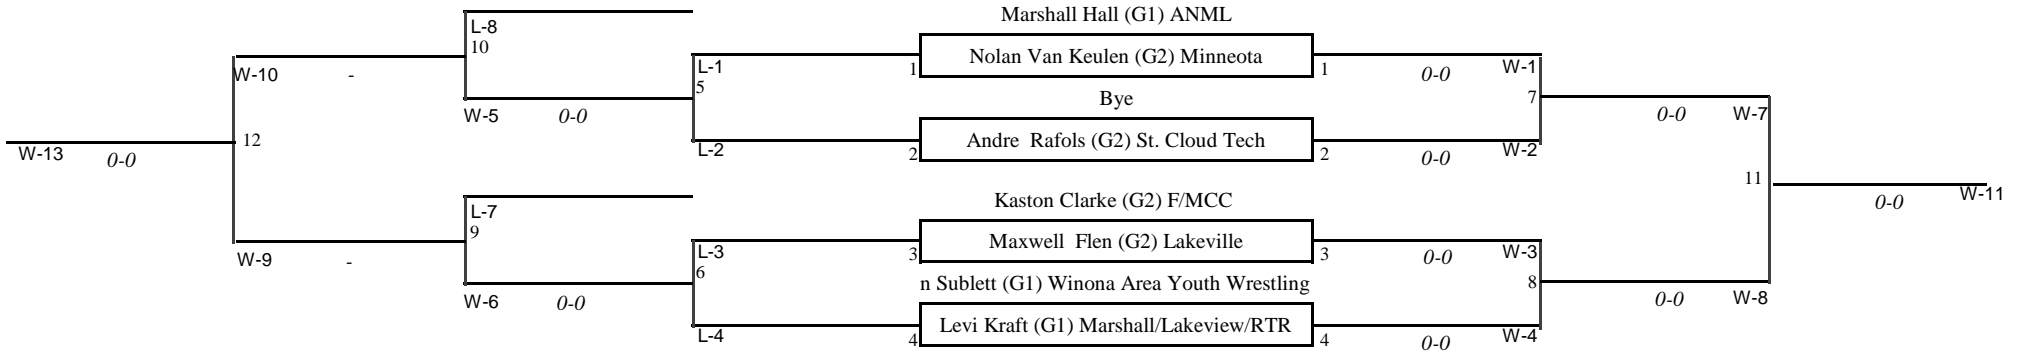 Marshall Hall (G1) ANML
L-8
10
Nolan Van Keulen (G2) Minneota
W-10 -
L-1
1
1
0-0 W-1
5
7
W-5 0-0
Bye
0-0 W-7
12
Andre Rafols (G2) St. Cloud Tech
W-13 0-0
L-2
2
2
0-0 W-2
11
Kaston Clarke (G2) F/MCC
0-0 W-11
L-7
9
Maxwell Flen (G2) Lakeville
W-9 -
L-3
3
3
0-0 W-3
6
8
n Sublett (G1) Winona Area Youth Wrestling
W-6 0-0
0-0 W-8
Levi Kraft (G1) Marshall/Lakeview/RTR
L-4
4
4
0-0 W-4